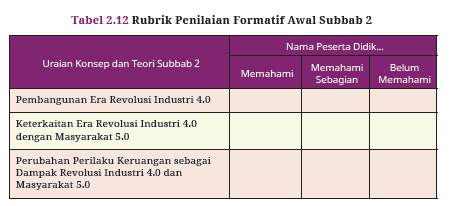 Tabel 2.12 Rubrik Penilaian Formatif Awal Subbab 2
Uraian Konsep dan Teori Subbab 2
Nama Peserta Didik...
Memahami
Memahami
Sebagian
Belum
Memahami
Pembangunan Era Revolusi Industri 4.0
Keterkaitan Era Revolusi Industri 4.0
dengan Masyarakat 5.0
Perubahan Perilaku Keruangan sebagai
Dampak Revolusi Industri 4.0 dan
Masyarakat 5.0